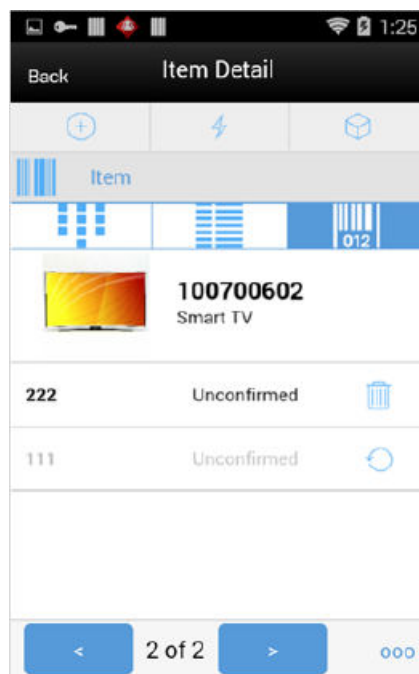 1:25
Back
Item Detail
Item
012
100700602
Smart TV
222 Unconfirmed
111 Unconfirmed
< 2 of 2 > ooo